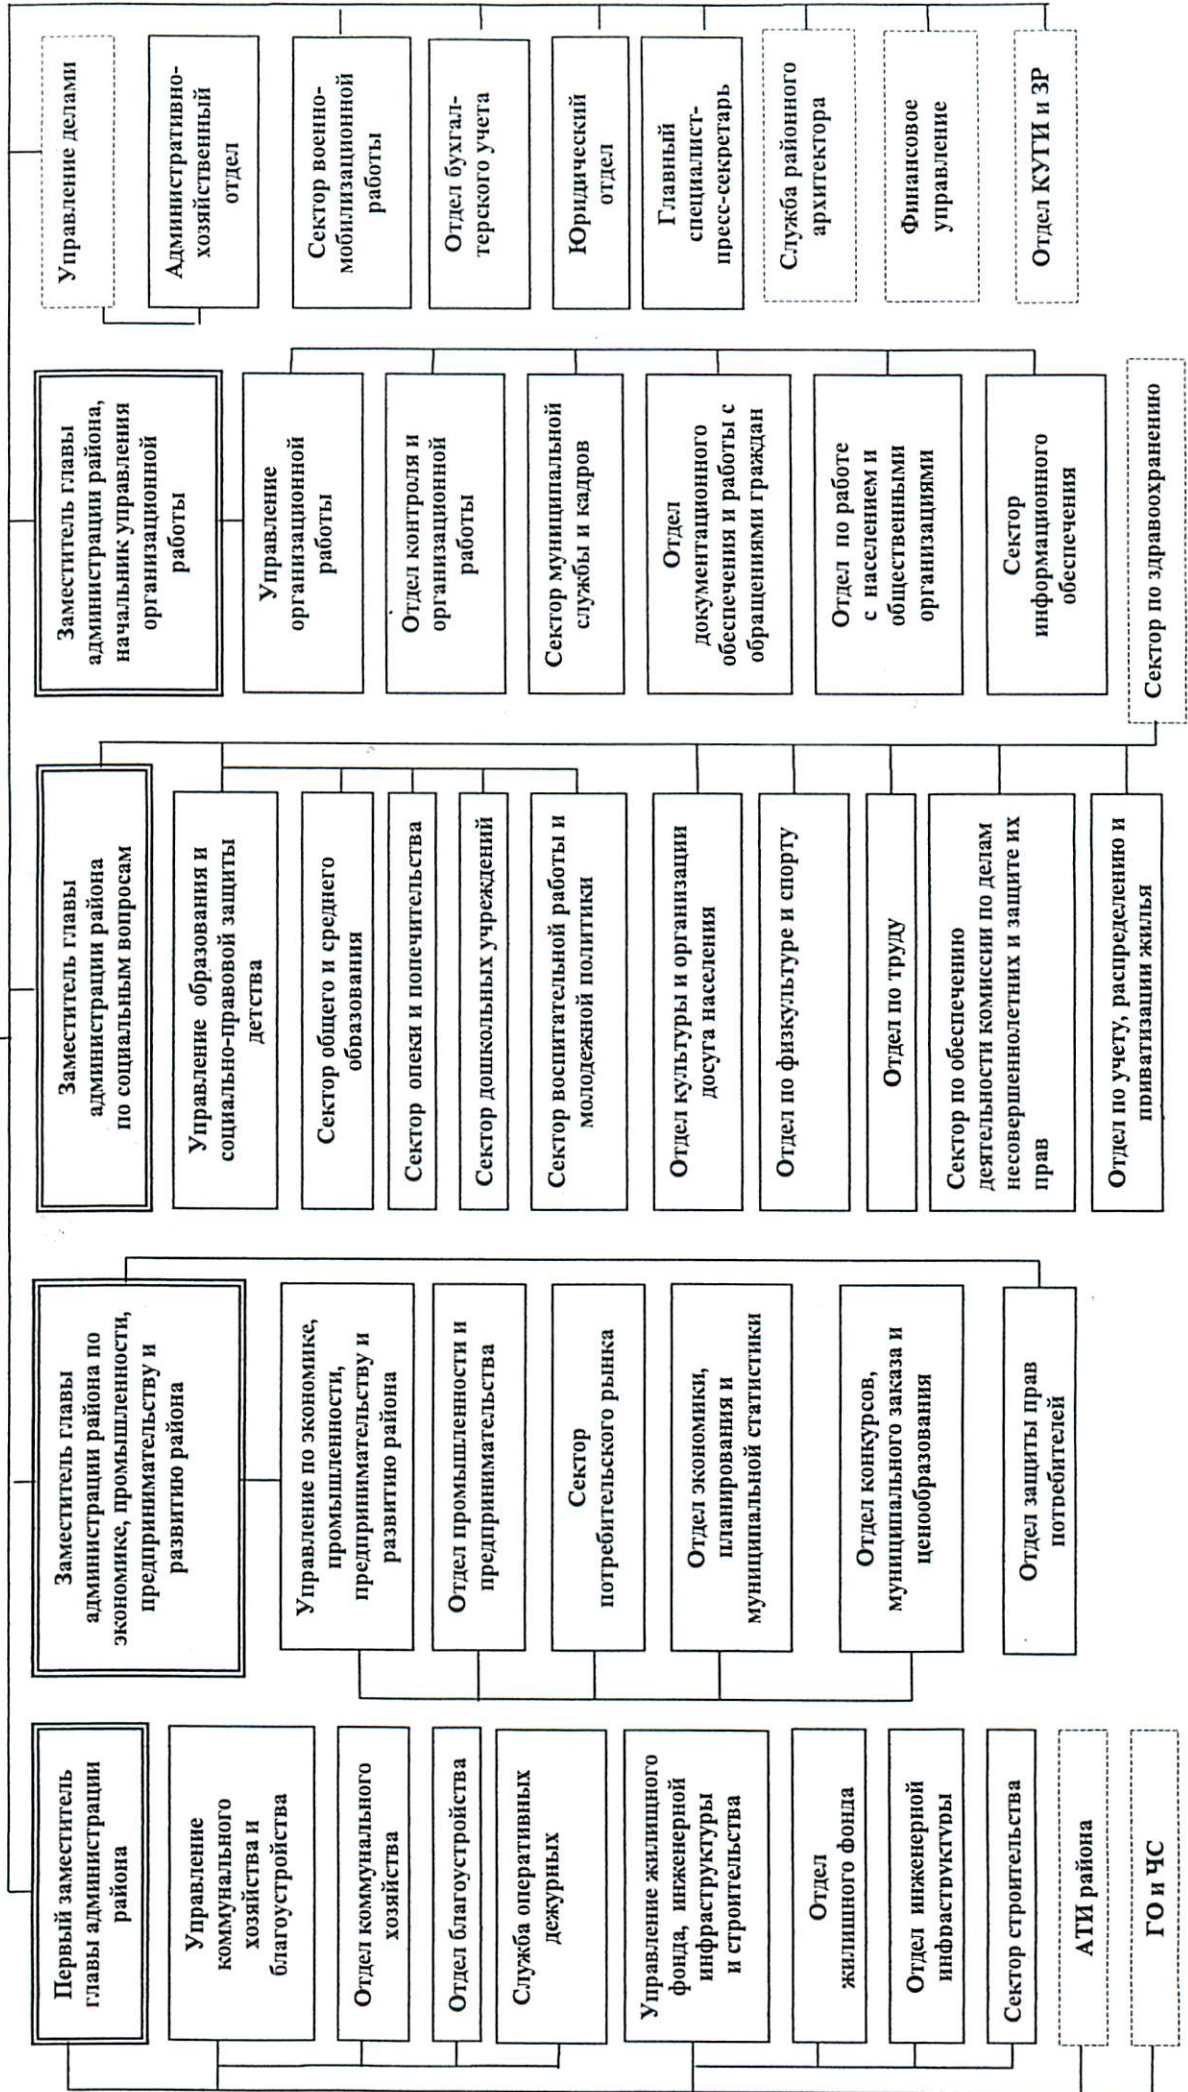 Первый заместитель
главы администрации
района
Управление
коммунального
хозяйства и
благоустройства
Отдел коммунального
хозяйства
Отдел благоустройства
Служба оперативных
дежурных
Управление жилищного
фонда, инженерной
инфраструктуры
и строительства
Отдел
жилищного фонда
Отдел инженерной
инфраструктуры
Сектор строительства
АТИ района
ГО и ЧС
Заместитель главы
администрации района по
экономике, промышленности,
предпринимательству и
развитию района
Управление по экономике,
промышленности,
предпринимательству и
развитию района
Отдел промышленности и
предпринимательства
Сектор
потребительского рынка
Отдел экономики,
планирования и
муниципальной статистики
Отдел конкурсов,
муниципального заказа и
ценообразования
Отдел защиты прав
потребителей
Заместитель главы
администрации района
по социальным вопросам
Управление образования и
социально-правовой защиты
детства
Сектор общего и среднего
образования
Сектор опеки и попечительства
Сектор дошкольных учреждений
Сектор воспитательной работы и
молодежной политики
Отдел культуры и организации
досуга населения
Отдел по физкультуре и спорту
Отдел по труду
Сектор по обеспечению
деятельности комиссии по делам
несовершеннолетних и защите их
прав
Отдел по учету, распределению и
приватизации жилья
Сектор по здравоохранению
Заместитель главы
администрации района,
начальник управления
организационной
работы
Управление
организационной
работы
Отдел контроля и
организационной
работы
Сектор муниципальной
службы и кадров
Отдел
документационного
обеспечения и работы с
обращениями граждан
Отдел по работе
с населением и
общественными
организациями
Сектор
информационного
обеспечения
Управление делами
Административно-
хозяйственный
отдел
Сектор военно-
мобилизационной
работы
Отдел бухгал-
терского учета
Юридический
отдел
Главный
специалист-
пресс-секретарь
Служба районного
архитектора
Финансовое
управление
Отдел КУГИ и ЗР